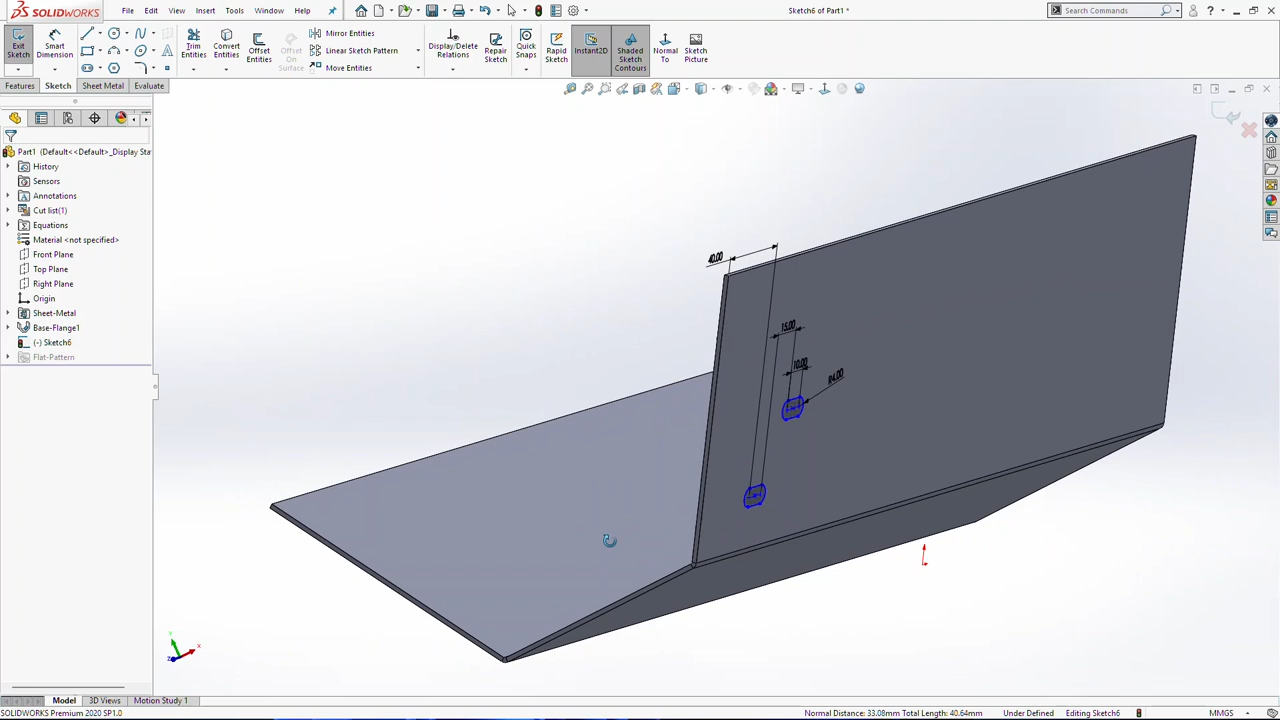 SOLIDWORKS
File Edit View Insert Tools Window Help
Sketch6 of Part1 *
Search Commands
Exit Sketch
Smart Dimension
Trim Entities
Convert Entities
Offset Entities
Offset On Surface
Mirror Entities
Linear Sketch Pattern
Move Entities
Display/Delete Relations
Repair Sketch
Quick Snaps
Rapid Sketch
Instant2D
Shaded Sketch Contours
Normal To
Sketch Picture
Features Sketch Sheet Metal Evaluate
Part1 (Default<<Default>_Display Sta
History
Sensors
Annotations
Cut list(1)
Equations
Material <not specified>
Front Plane
Top Plane
Right Plane
Origin
Sheet-Metal
Base-Flange1
(-) Sketch6
Flat-Pattern
40.00
15.00
10.00
R4.00
Y
X
Z
Model 3D Views Motion Study 1
SOLIDWORKS Premium 2020 SP1.0
Normal Distance: 33.08mm Total Length: 40.64mm Under Defined Editing Sketch6 MMGS